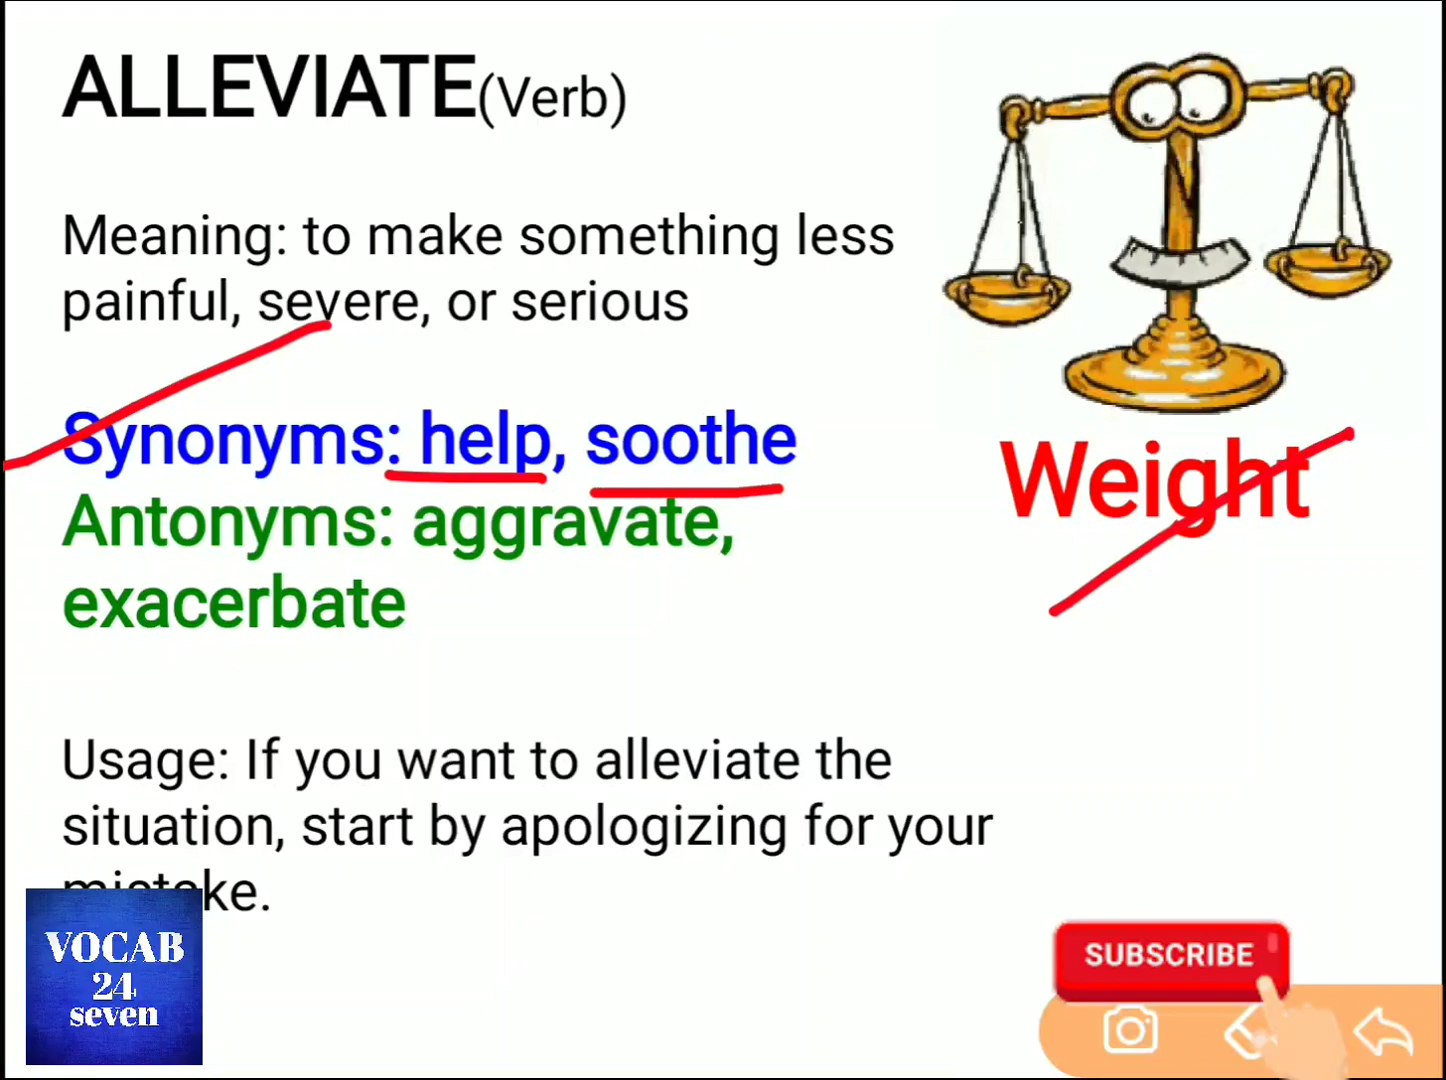 ALLEVIATE(Verb)
Meaning: to make something less
painful, severe, or serious
Synonyms: help, soothe
Antonyms: aggravate,
exacerbate
Weight
Usage: If you want to alleviate the
situation, start by apologizing for your
mistake.
VOCAB
24
seven
SUBSCRIBE